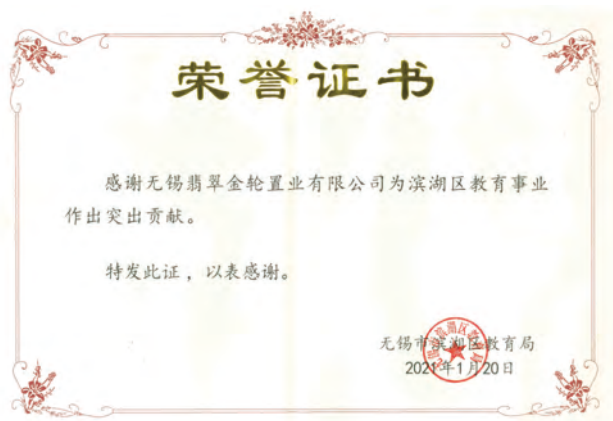 荣誉证书
感谢无锡翡翠金轮置业有限公司为滨湖区教育事业
作出突出贡献。
特发此证，以表感谢。
无锡市滨湖区教育局
2021年1月20日